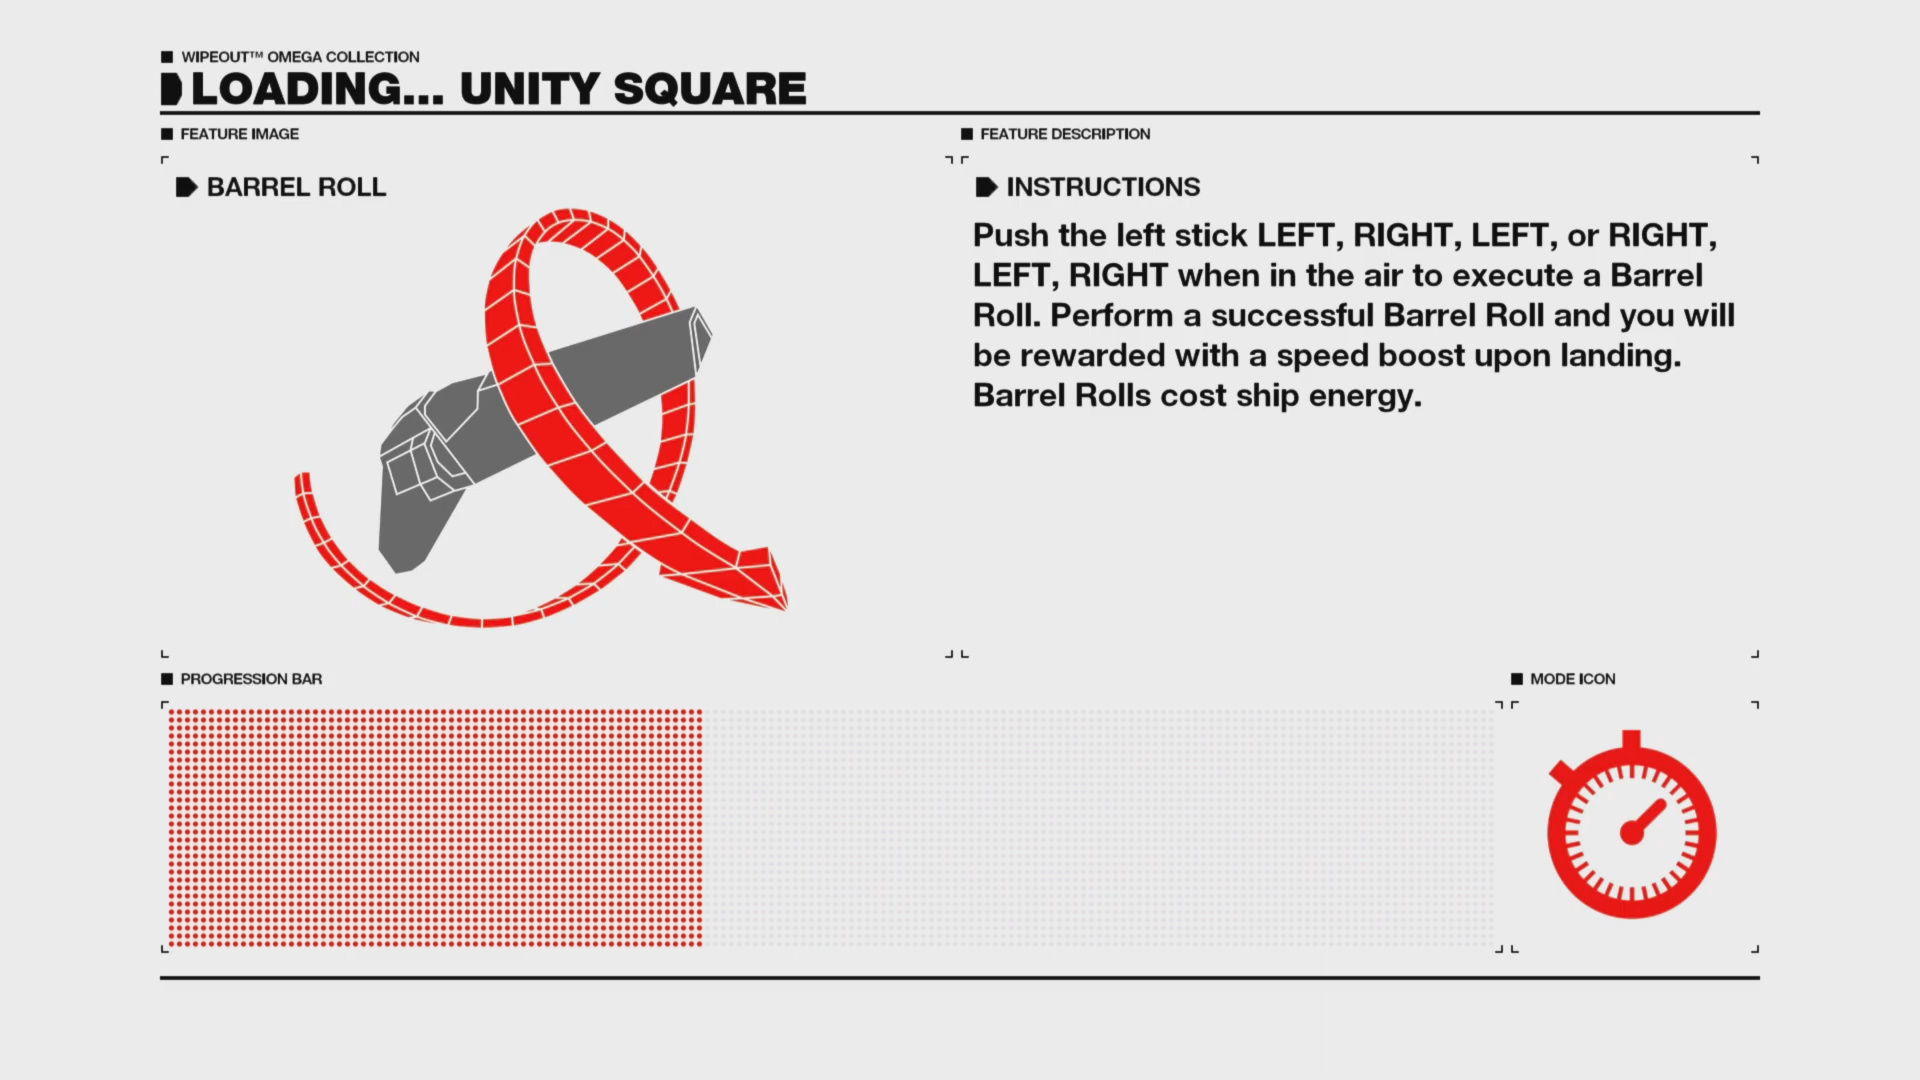 WIPEOUT™ OMEGA COLLECTION
LOADING... UNITY SQUARE
FEATURE IMAGE
BARREL ROLL
FEATURE DESCRIPTION
INSTRUCTIONS
Push the left stick LEFT, RIGHT, LEFT, or RIGHT,
LEFT, RIGHT when in the air to execute a Barrel
Roll. Perform a successful Barrel Roll and you will
be rewarded with a speed boost upon landing.
Barrel Rolls cost ship energy.
PROGRESSION BAR
MODE ICON